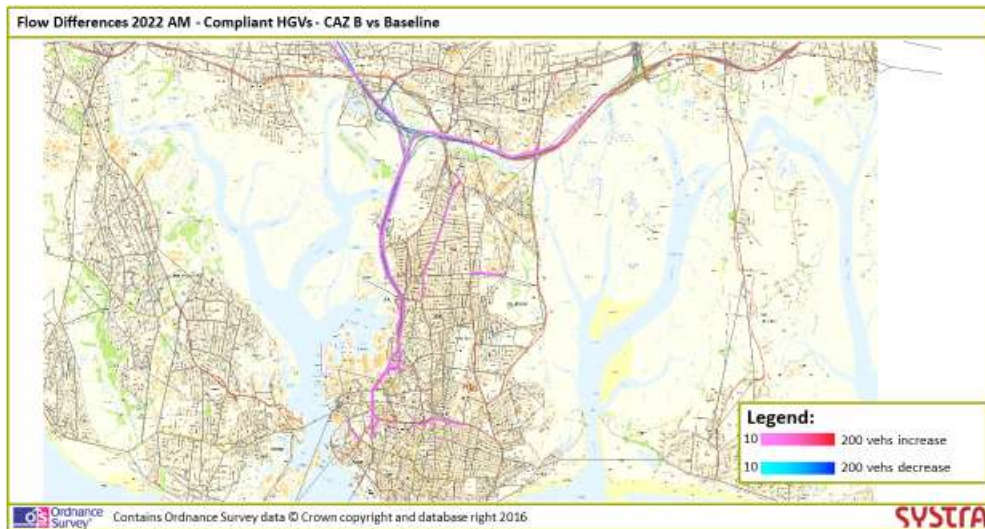 Flow Differences 2022 AM - Compliant HGVs - CAZ B vs Baseline
Legend:
10 200 vehs increase
10 200 vehs decrease
OS Ordnance Survey Contains Ordnance Survey data © Crown copyright and database right 2016
SYSTRA